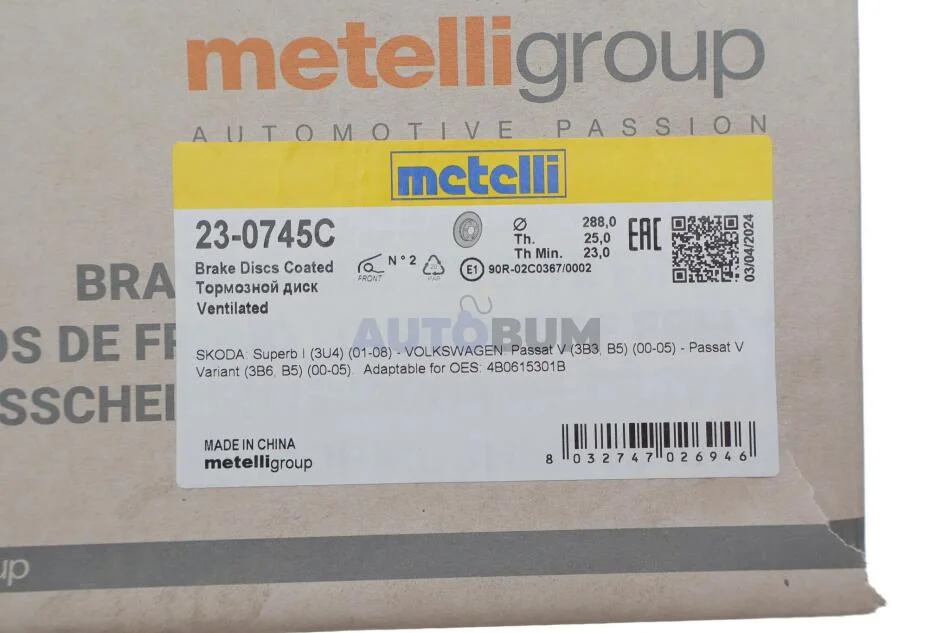 metelligroup
AUTOMOTIVE PASSION
metelli
23-0745C
Brake Discs Coated
Тормозной диск
Ventilated
FRONT
N° 2
PAP
Ø 288,0
Th. 25,0
Th Min. 23,0
E1 90R-02C0367/0002
EAC
03/04/2024
BRA
OS DE FR
SSCHEI
AUTOBUM
SKODA: Superb I (3U4) (01-08) - VOLKSWAGEN: Passat V (3B3, B5) (00-05) - Passat V
Variant (3B6, B5) (00-05). Adaptable for OES: 4B0615301B
MADE IN CHINA
metelligroup
8 032747 026946
up